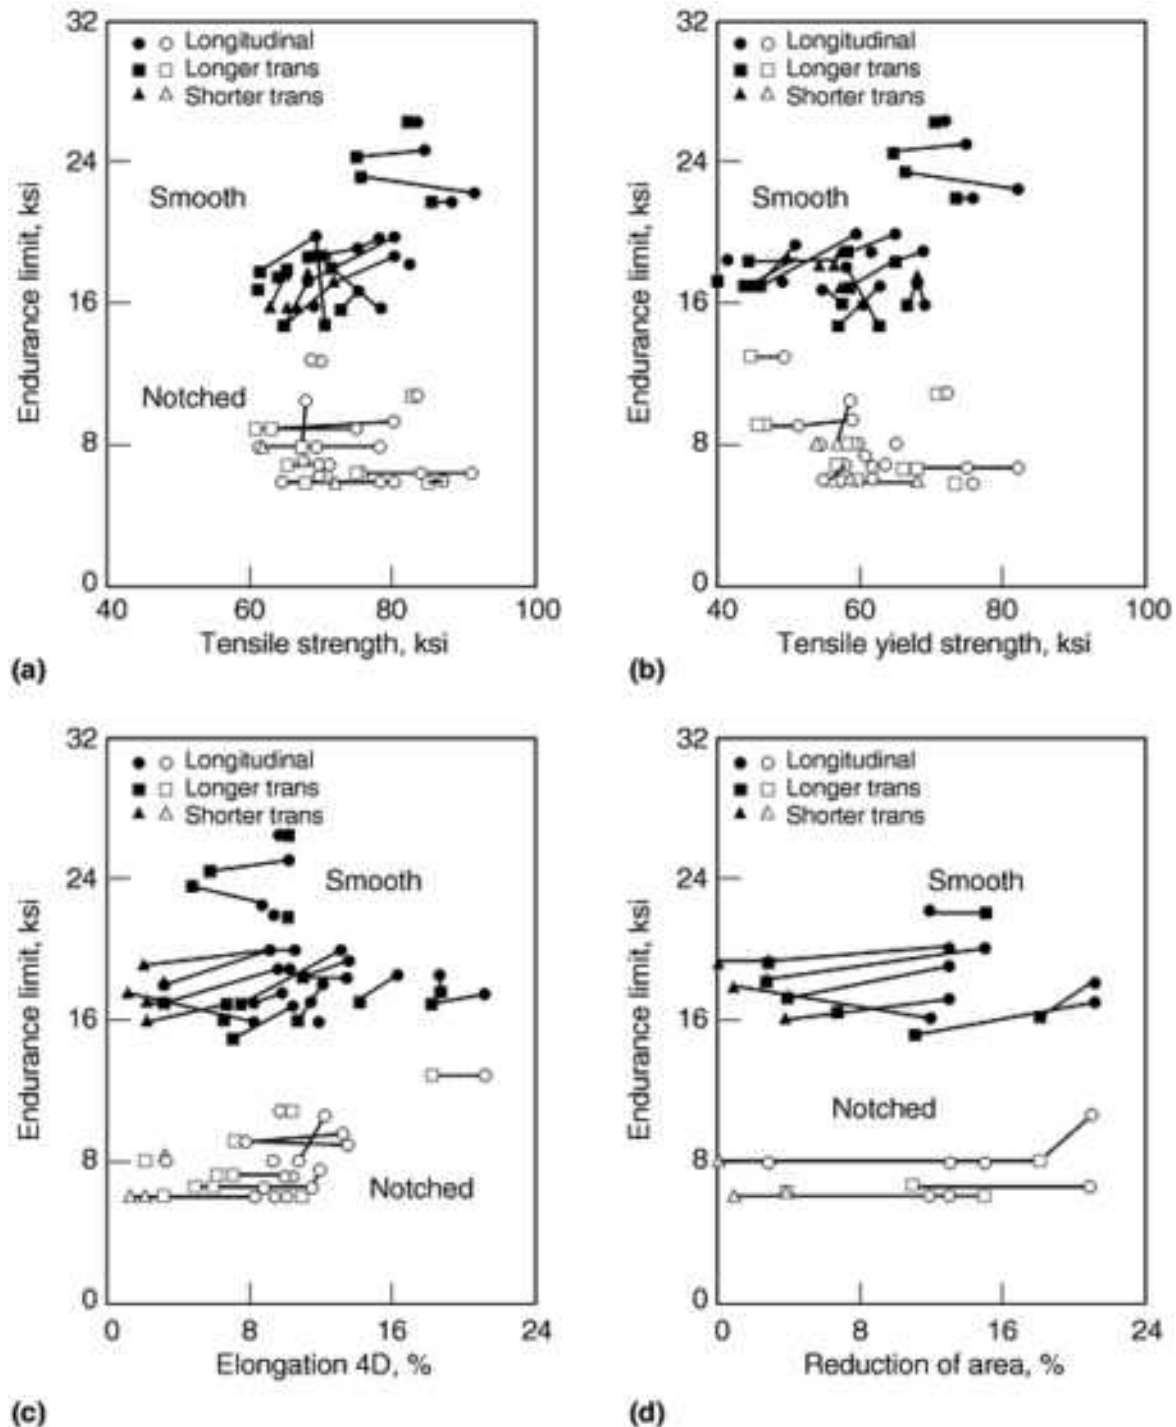 32
Longitudinal
Longer trans
Shorter trans
24
Smooth
16
Notched
8
0
Endurance limit, ksi
40 60 80 100
Tensile strength, ksi
(a)
32
Longitudinal
Longer trans
Shorter trans
24
Smooth
16
Notched
8
0
Endurance limit, ksi
40 60 80 100
Tensile yield strength, ksi
(b)
32
Longitudinal
Longer trans
Shorter trans
24
Smooth
16
8
Notched
0
Endurance limit, ksi
0 8 16 24
Elongation 4D, %
(c)
32
Longitudinal
Longer trans
Shorter trans
24
Smooth
16
Notched
8
0
Endurance limit, ksi
0 8 16 24
Reduction of area, %
(d)